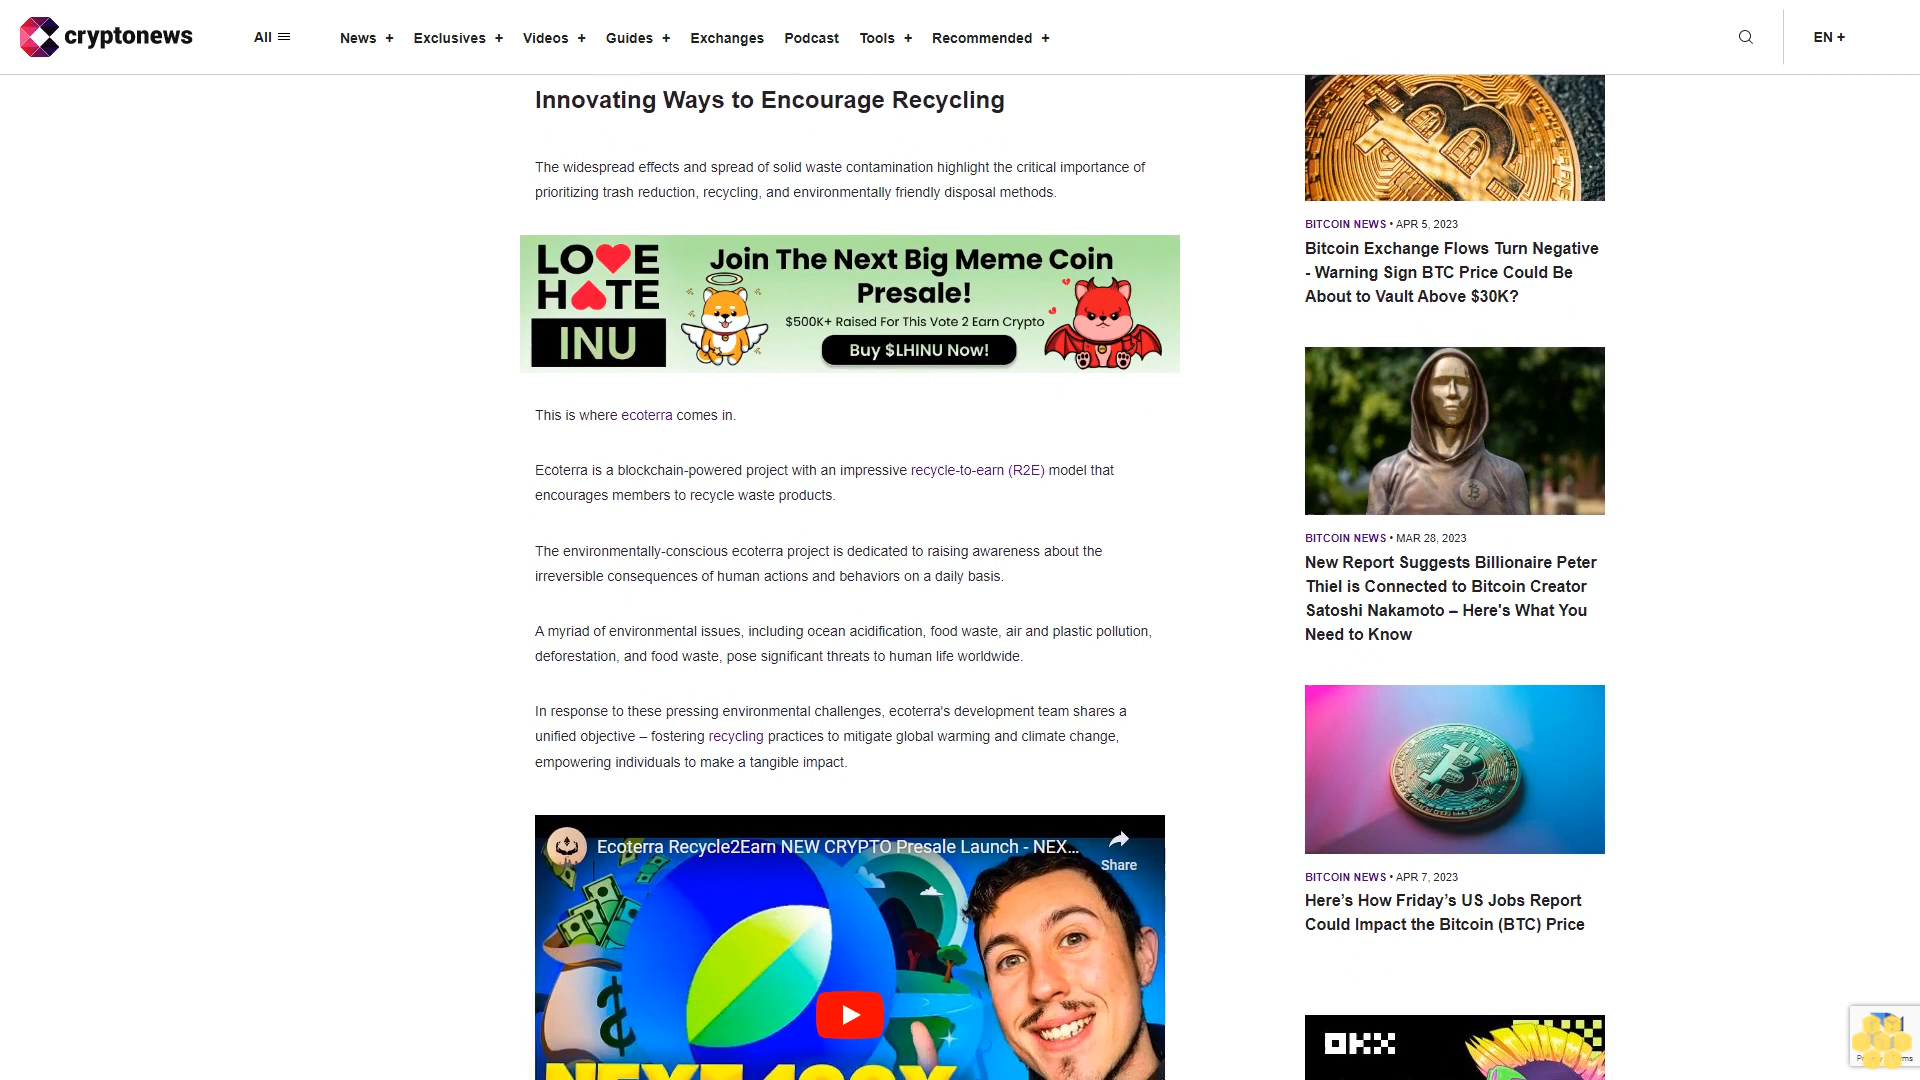 cryptonews
All
News +
Exclusives +
Videos +
Guides +
Exchanges
Podcast
Tools +
Recommended +
EN +
Innovating Ways to Encourage Recycling
The widespread effects and spread of solid waste contamination highlight the critical importance of
prioritizing trash reduction, recycling, and environmentally friendly disposal methods.
LOVE
HATE
INU
Join The Next Big Meme Coin
Presale!
$500K+ Raised For This Vote 2 Earn Crypto
Buy $LHINU Now!
This is where ecoterra comes in.
Ecoterra is a blockchain-powered project with an impressive recycle-to-earn (R2E) model that
encourages members to recycle waste products.
The environmentally-conscious ecoterra project is dedicated to raising awareness about the
irreversible consequences of human actions and behaviors on a daily basis.
A myriad of environmental issues, including ocean acidification, food waste, air and plastic pollution,
deforestation, and food waste, pose significant threats to human life worldwide.
In response to these pressing environmental challenges, ecoterra's development team shares a
unified objective – fostering recycling practices to mitigate global warming and climate change,
empowering individuals to make a tangible impact.
Ecoterra Recycle2Earn NEW CRYPTO Presale Launch - NEX...
Share
NEXT 100X
BITCOIN NEWS • APR 5, 2023
Bitcoin Exchange Flows Turn Negative
- Warning Sign BTC Price Could Be
About to Vault Above $30K?
BITCOIN NEWS • MAR 28, 2023
New Report Suggests Billionaire Peter
Thiel is Connected to Bitcoin Creator
Satoshi Nakamoto – Here's What You
Need to Know
BITCOIN NEWS • APR 7, 2023
Here’s How Friday’s US Jobs Report
Could Impact the Bitcoin (BTC) Price
OKX